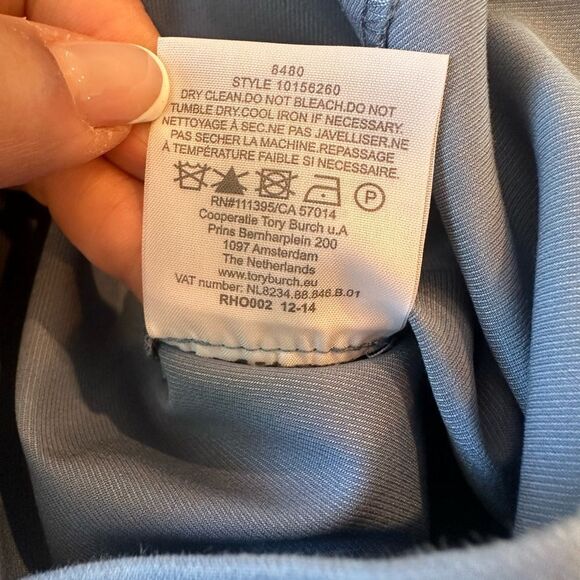 8480
STYLE 10156260
DRY CLEAN.DO NOT BLEACH.DO NOT
TUMBLE DRY.COOL IRON IF NECESSARY.
NETTOYAGE À SEC.NE PAS JAVELLISER.NE
PAS SECHER LA MACHINE.REPASSAGE
À TEMPÉRATURE FAIBLE SI NECESSAIRE.
P
RN#111395/CA 57014
Cooperatie Tory Burch u.A
Prins Bernharplein 200
1097 Amsterdam
The Netherlands
www.toryburch.com
VAT number: NL8234.88.846.B.01
RHO002 12-14